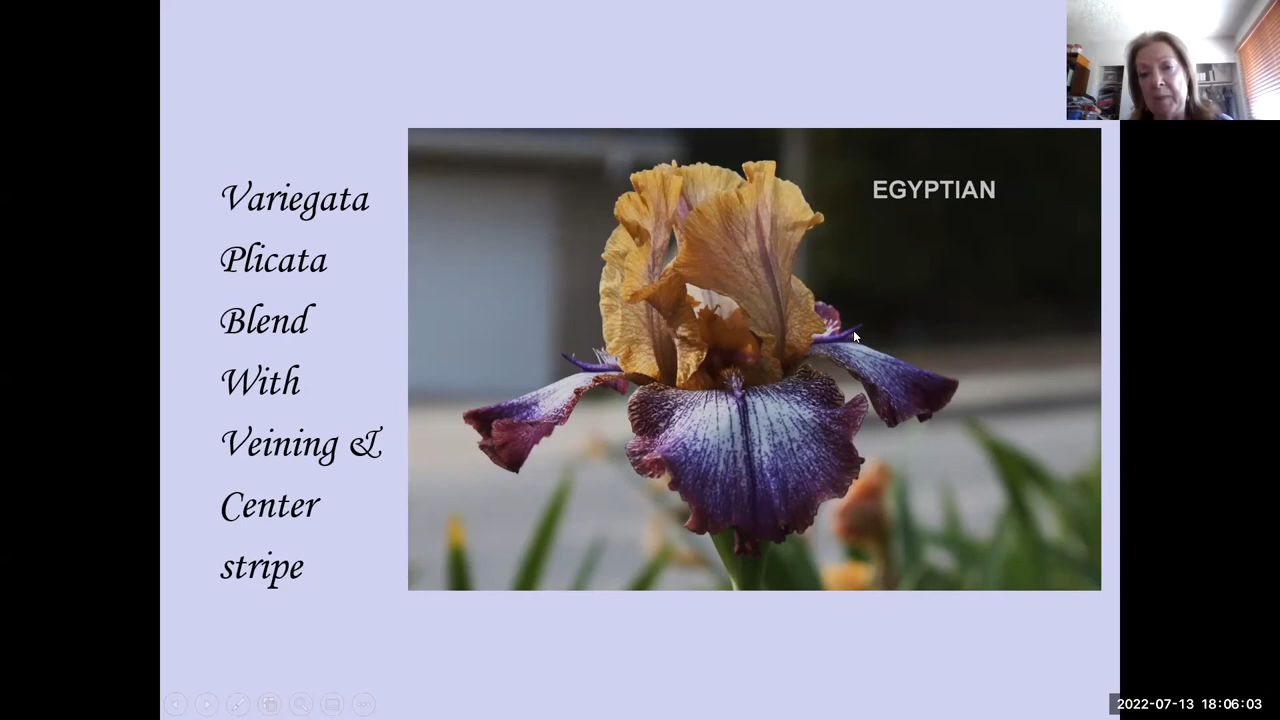 Variegata
Plicata
Blend
With
Veining &
Center
stripe
EGYPTIAN
2022-07-13 18:06:03